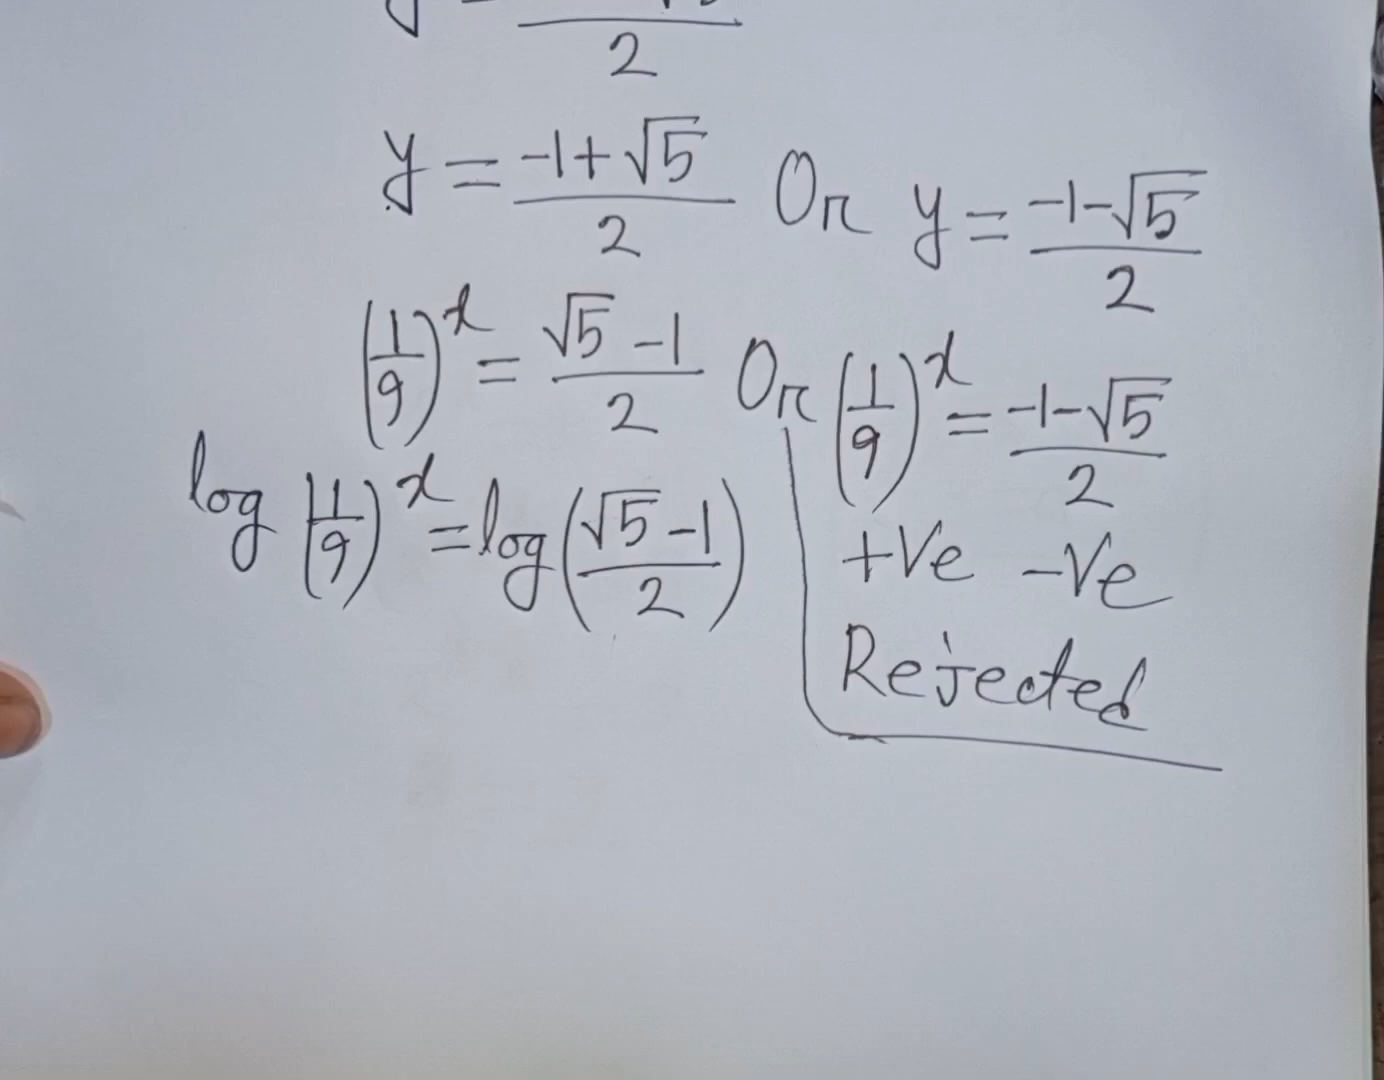 2
y = (-1+√5)/2 Or y = (-1-√5)/2
(1/9)^x = (√5-1)/2 Or (1/9)^x = (-1-√5)/2
log (1/9)^x = log((√5-1)/2)
+Ve -Ve
Rejected